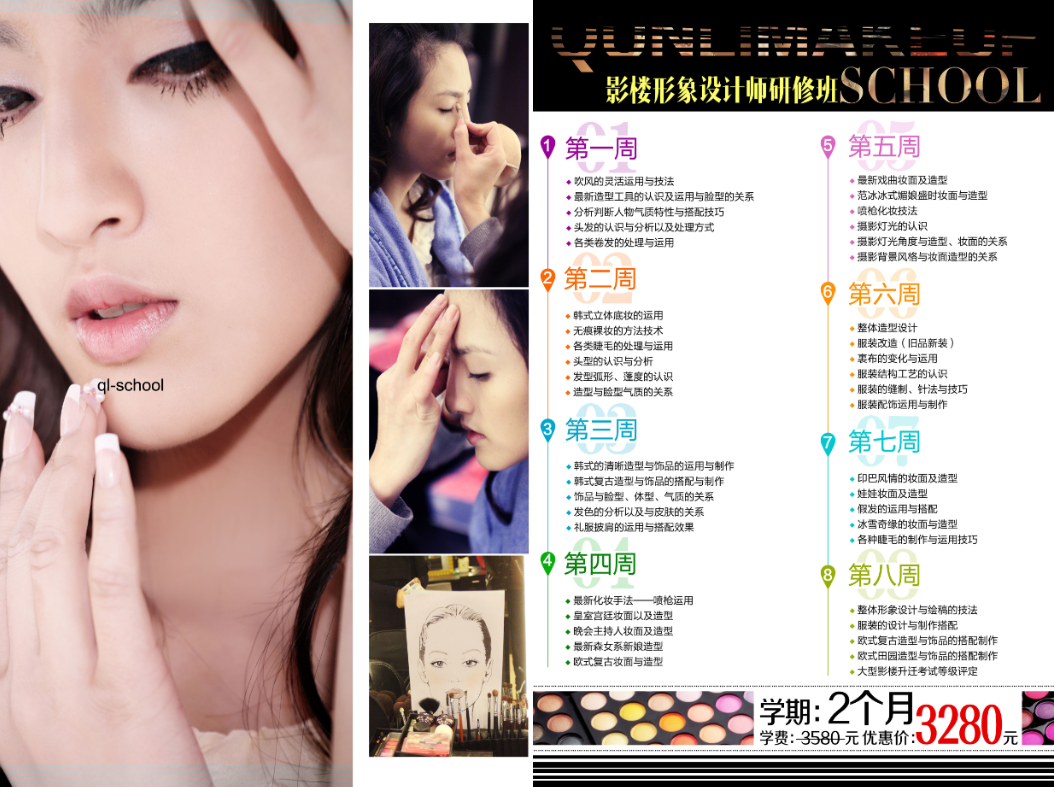 ql-school
QUNLIMAKEUP
影楼形象设计师研修班SCHOOL
01
1 第一周
吹风的灵活运用与技法
最新造型工具的认识及运用与脸型的关系
分析判断人物气质特性与搭配技巧
头发的认识与分析以及处理方式
各类卷发的处理与运用
02
2 第二周
韩式立体底妆的运用
无痕裸妆的方法技术
各类睫毛的处理与运用
头型的认识与分析
发型弧形、蓬度的认识
造型与脸型气质的关系
03
3 第三周
韩式的清晰造型与饰品的运用与制作
韩式复古造型与饰品的搭配与制作
饰品与脸型、体型、气质的关系
发色的分析以及与皮肤的关系
礼服披肩的运用与搭配效果
04
4 第四周
最新化妆手法——喷枪运用
皇室宫廷妆面以及造型
晚会主持人妆面及造型
最新森女系新娘造型
欧式复古妆面与造型
05
5 第五周
最新戏曲妆面及造型
范冰冰式媚娘盛时妆面与造型
喷枪化妆技法
摄影灯光的认识
摄影灯光角度与造型、妆面的关系
摄影背景风格与妆面造型的关系
06
6 第六周
整体造型设计
服装改造（旧品新装）
裹布的变化与运用
服装结构工艺的认识
服装的缝制、针法与技巧
服装配饰运用与制作
07
7 第七周
印巴风情的妆面及造型
娃娃妆面及造型
假发的运用与搭配
冰雪奇缘的妆面与造型
各种睫毛的制作与运用技巧
08
8 第八周
整体形象设计与绘稿的技法
服装的设计与制作搭配
欧式复古造型与饰品的搭配制作
欧式田园造型与饰品的搭配制作
大型影楼升迁考试等级评定
学期：2个月
学费：3580元 优惠价：3280元